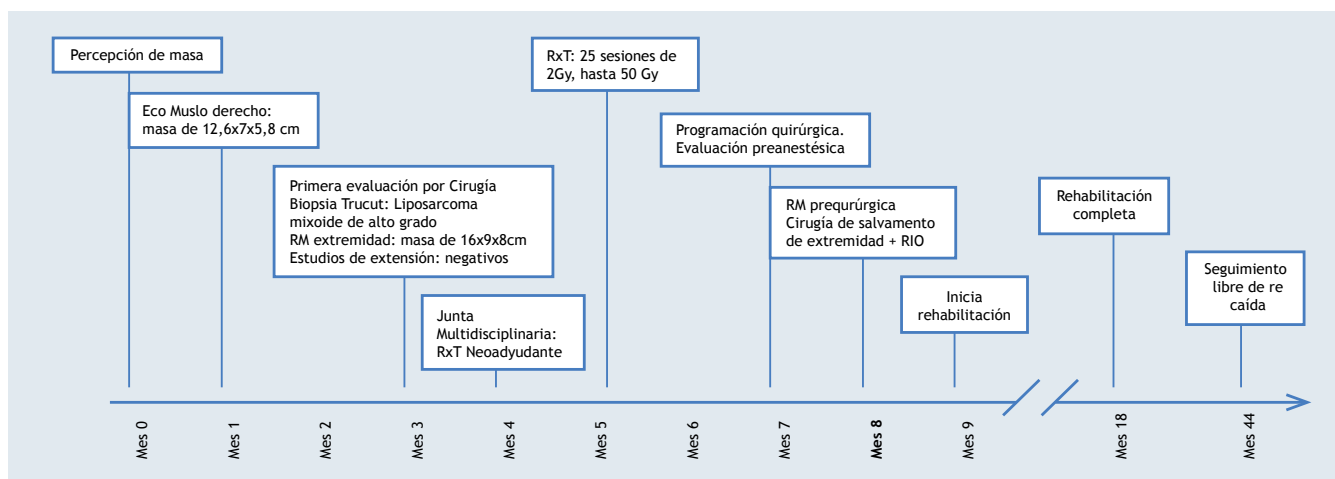 Percepción de masa
Eco Muslo derecho:
masa de 12,6x7x5,8 cm
Primera evaluación por Cirugía
Biopsia Trucut: Liposarcoma
mixoide de alto grado
RM extremidad: masa de 16x9x8cm
Estudios de extensión: negativos
Junta
Multidisciplinaria:
RxT Neoadyudante
RxT: 25 sesiones de
2Gy, hasta 50 Gy
Programación quirúrgica.
Evaluación preanestésica
RM prequrúrgica
Cirugía de salvamento
de extremidad + RIO
Inicia
rehabilitación
Rehabilitación
completa
Seguimiento
libre de re
caída
Mes 0
Mes 1
Mes 2
Mes 3
Mes 4
Mes 5
Mes 6
Mes 7
Mes 8
Mes 9
Mes 18
Mes 44